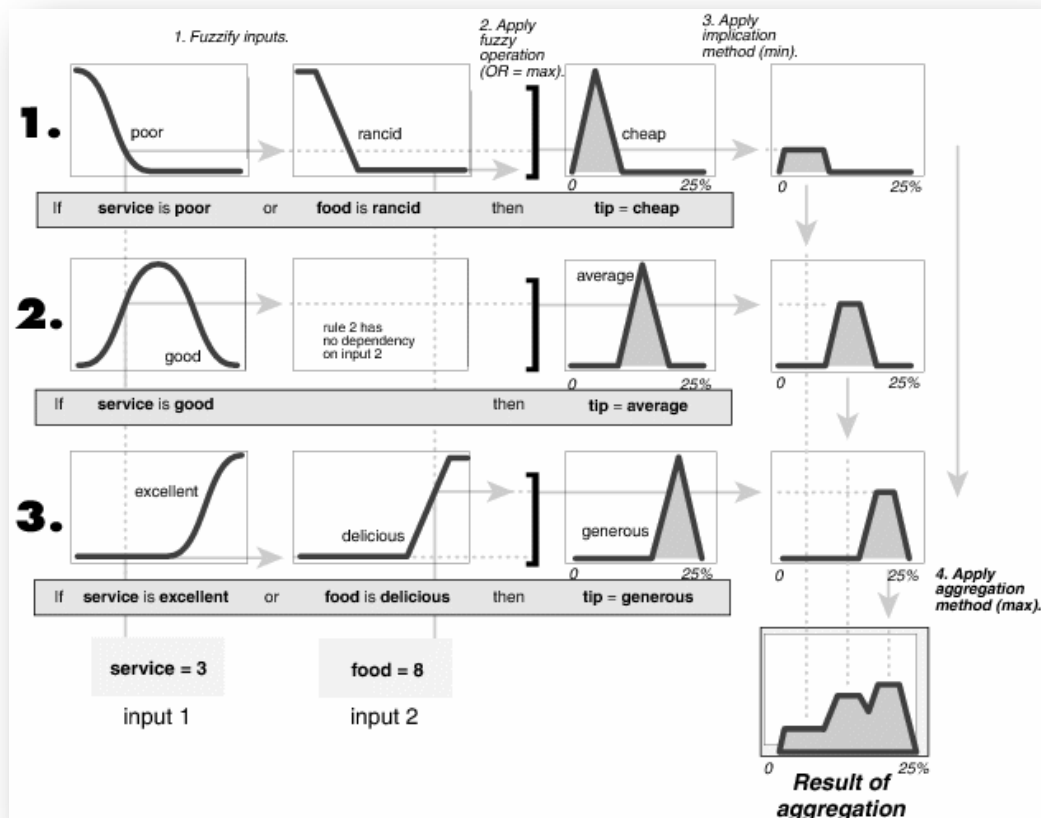 1. Fuzzify inputs.
2. Apply
fuzzy
operation
(OR = max).
3. Apply
implication
method (min).
1.
poor
rancid
cheap
0
25%
0
25%
If service is poor or food is rancid then tip = cheap
2.
good
rule 2 has
no dependency
on input 2
average
0
25%
0
25%
If service is good then tip = average
3.
excellent
delicious
generous
0
25%
0
25%
If service is excellent or food is delicious then tip = generous
4. Apply
aggregation
method (max).
service = 3
food = 8
input 1
input 2
0
25%
Result of
aggregation